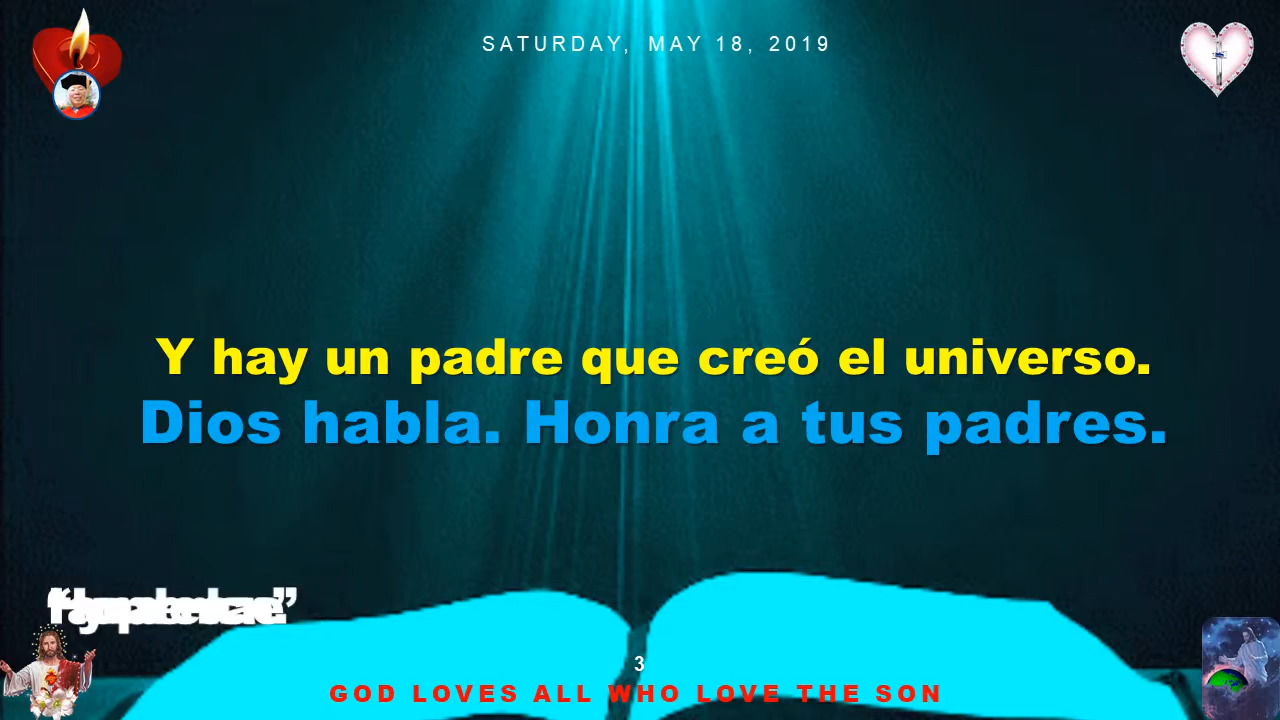 SATURDAY, MAY 18, 2019
Y hay un padre que creó el universo.
Dios habla. Honra a tus padres.
3
GOD LOVES ALL WHO LOVE THE SON